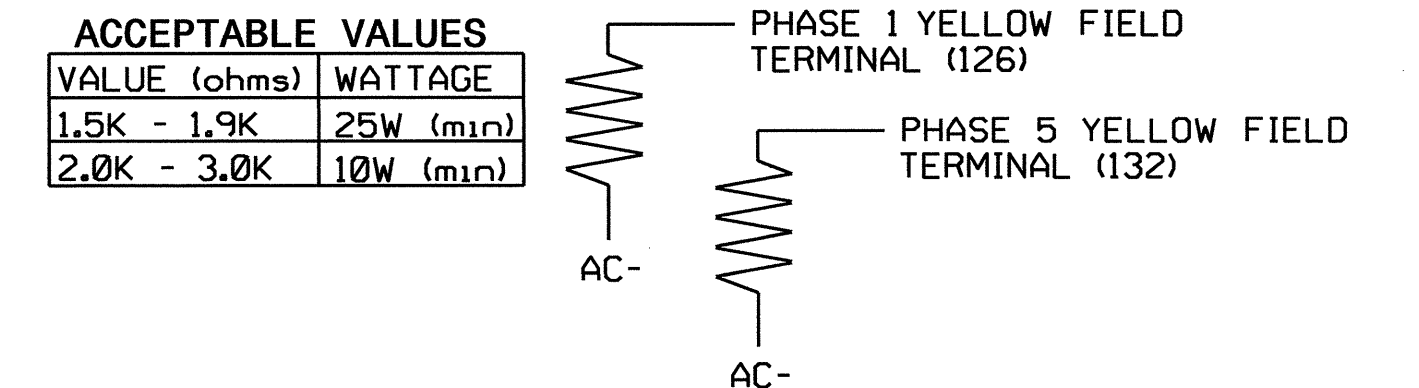 ACCEPTABLE VALUES
VALUE (ohms) WATTAGE
1.5K - 1.9K 25W (min)
2.0K - 3.0K 10W (min)
PHASE 1 YELLOW FIELD
TERMINAL (126)
AC-
PHASE 5 YELLOW FIELD
TERMINAL (132)
AC-